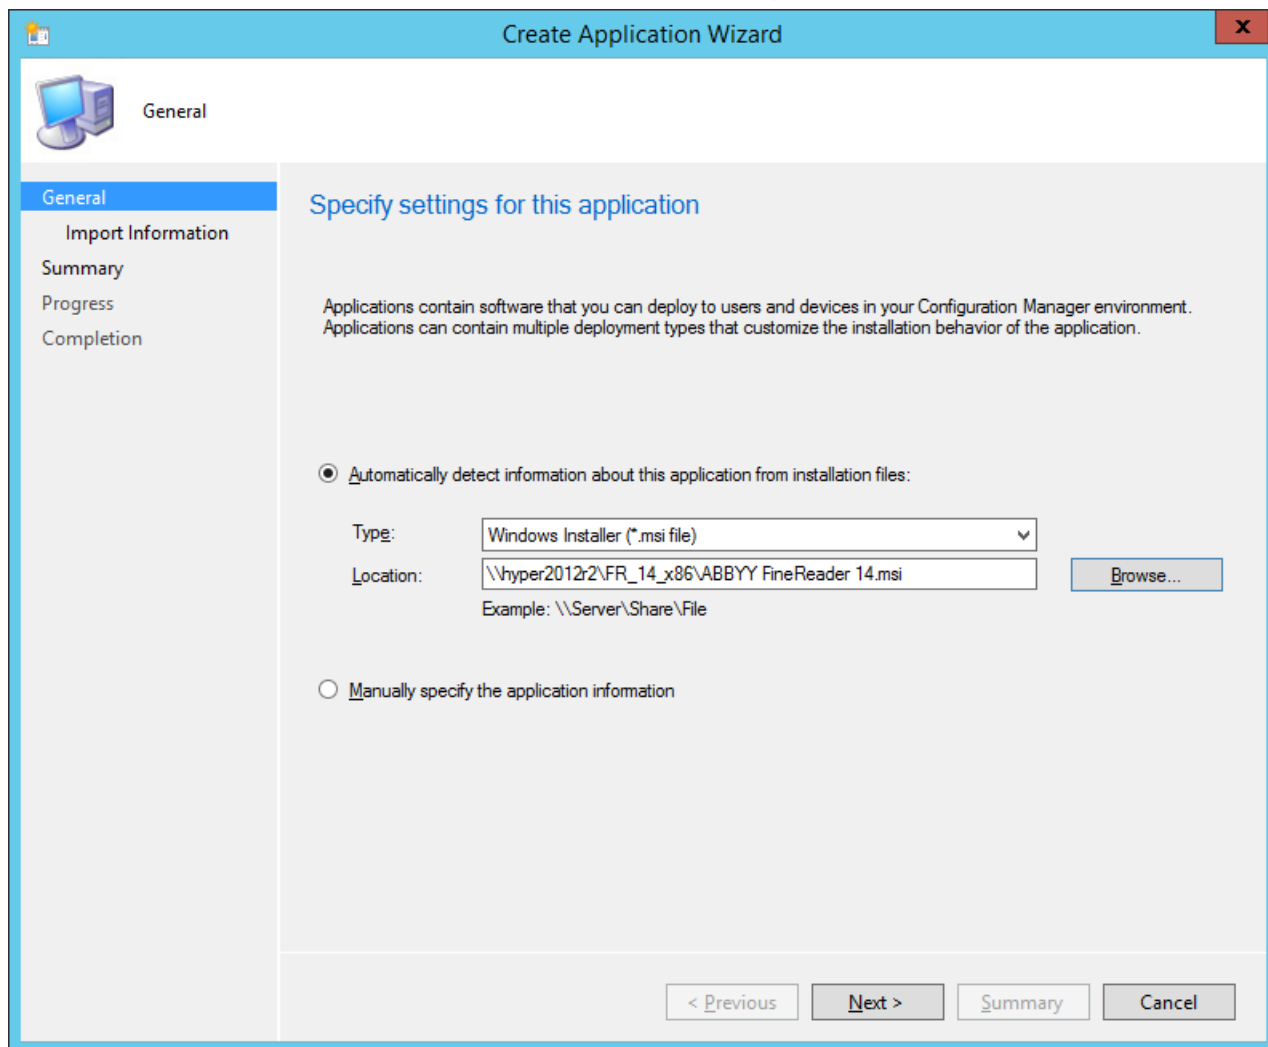 Create Application Wizard
X
General
General
Import Information
Summary
Progress
Completion
Specify settings for this application
Applications contain software that you can deploy to users and devices in your Configuration Manager environment.
Applications can contain multiple deployment types that customize the installation behavior of the application.
Automatically detect information about this application from installation files:
Type: Windows Installer (*.msi file)
Location: \\hyper2012r2\FR_14_x86\ABBYY FineReader 14.msi Browse...
Example: \\Server\Share\File
Manually specify the application information
< Previous Next > Summary Cancel